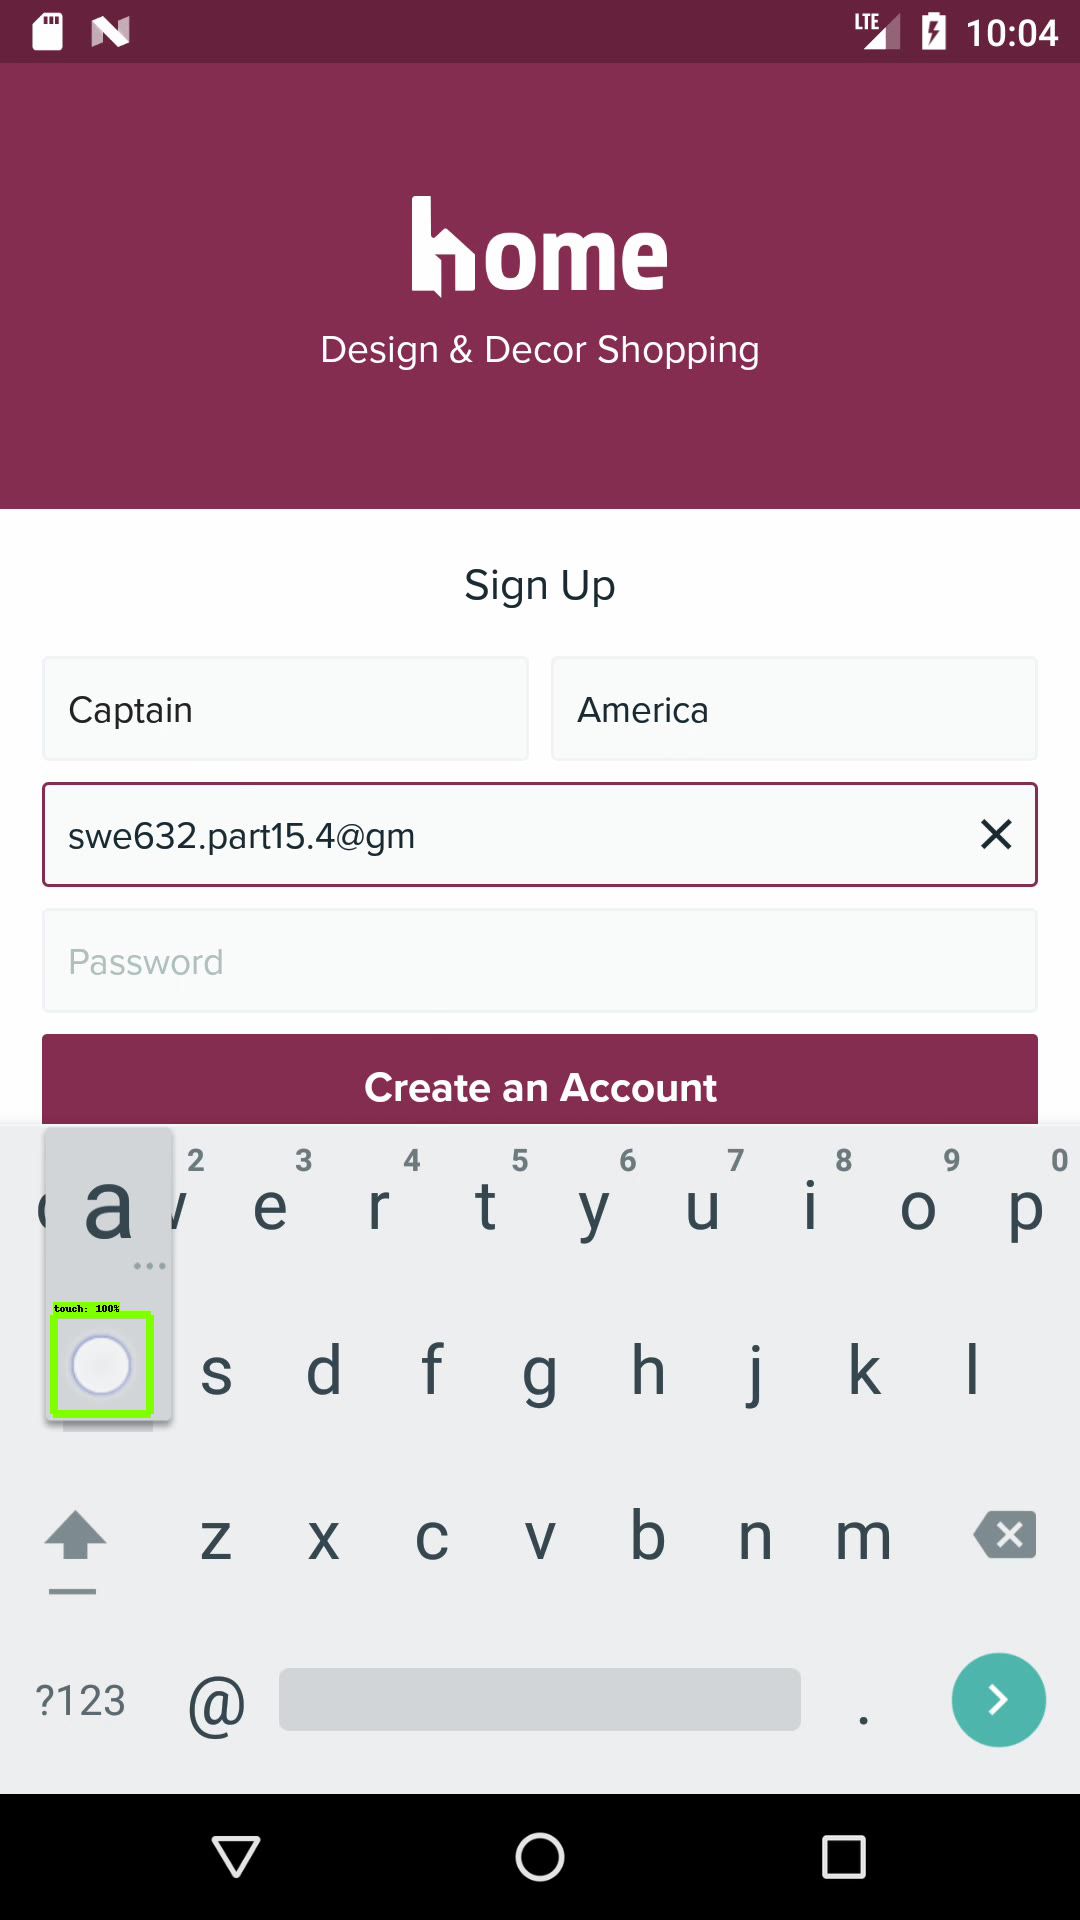 LTE 10:04
home
Design & Decor Shopping
Sign Up
Captain America
swe632.part15.4@gm
Password
Create an Account
a
2 3 4 5 6 7 8 9 0
e r t y u i o p
touch: 100%
s d f g h j k l
z x c v b n m
?123 @ .